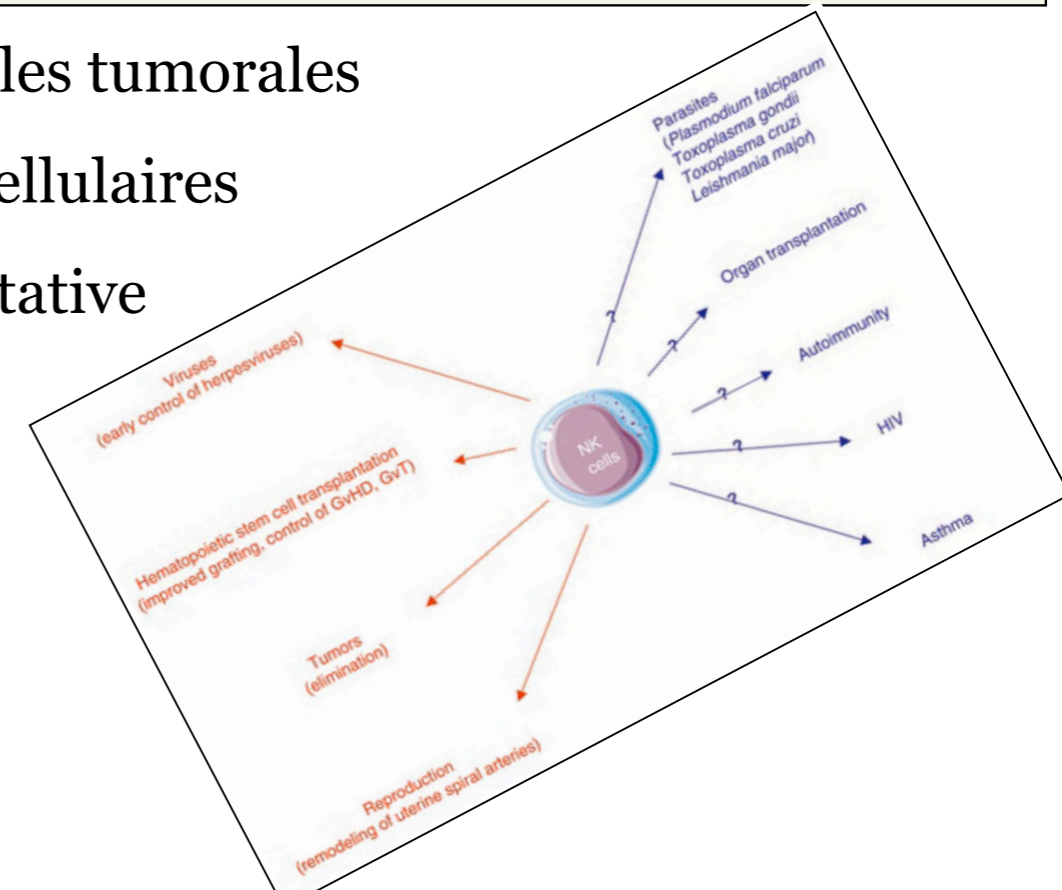 les tumorales
ellulaires
tative
Parasites
(Plasmodium falciparum
Toxoplasma gondii
Toxoplasma cruzi
Leishmania major)
Organ transplantation
Autoimmunity
HIV
Asthma
?
?
?
?
?
NK
cells
Viruses
(early control of herpesviruses)
Hematopoietic stem cell transplantation
(improved grafting, control of GvHD, GvT)
Tumors
(elimination)
Reproduction
(remodeling of uterine spiral arteries)